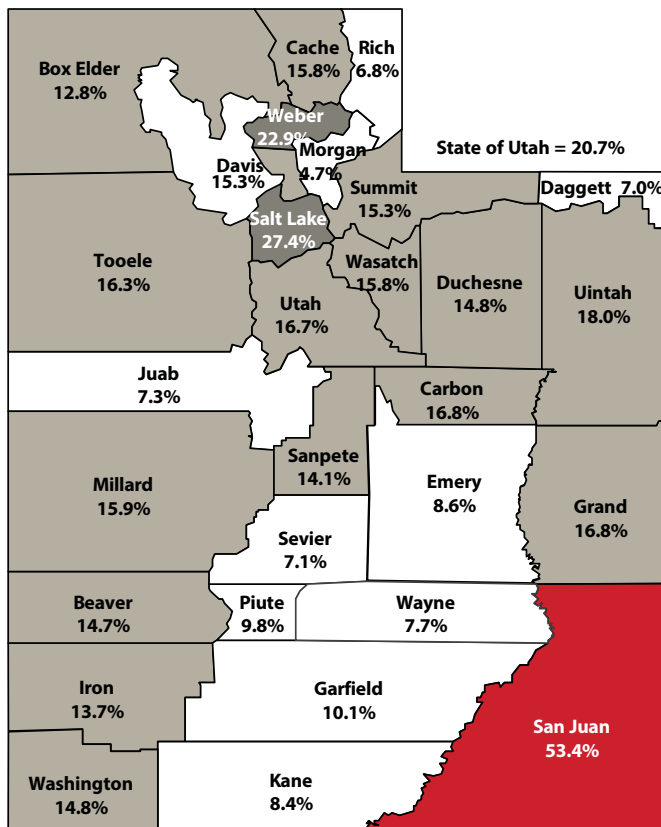 Cache
15.8%
Rich
6.8%
Box Elder
12.8%
Weber
22.9%
Morgan
4.7%
State of Utah = 20.7%
Davis
15.3%
Summit
15.3%
Daggett 7.0%
Salt Lake
27.4%
Tooele
16.3%
Wasatch
15.8%
Duchesne
14.8%
Uintah
18.0%
Utah
16.7%
Juab
7.3%
Carbon
16.8%
Sanpete
14.1%
Millard
15.9%
Emery
8.6%
Grand
16.8%
Sevier
7.1%
Beaver
14.7%
Piute
9.8%
Wayne
7.7%
Iron
13.7%
Garfield
10.1%
San Juan
53.4%
Washington
14.8%
Kane
8.4%